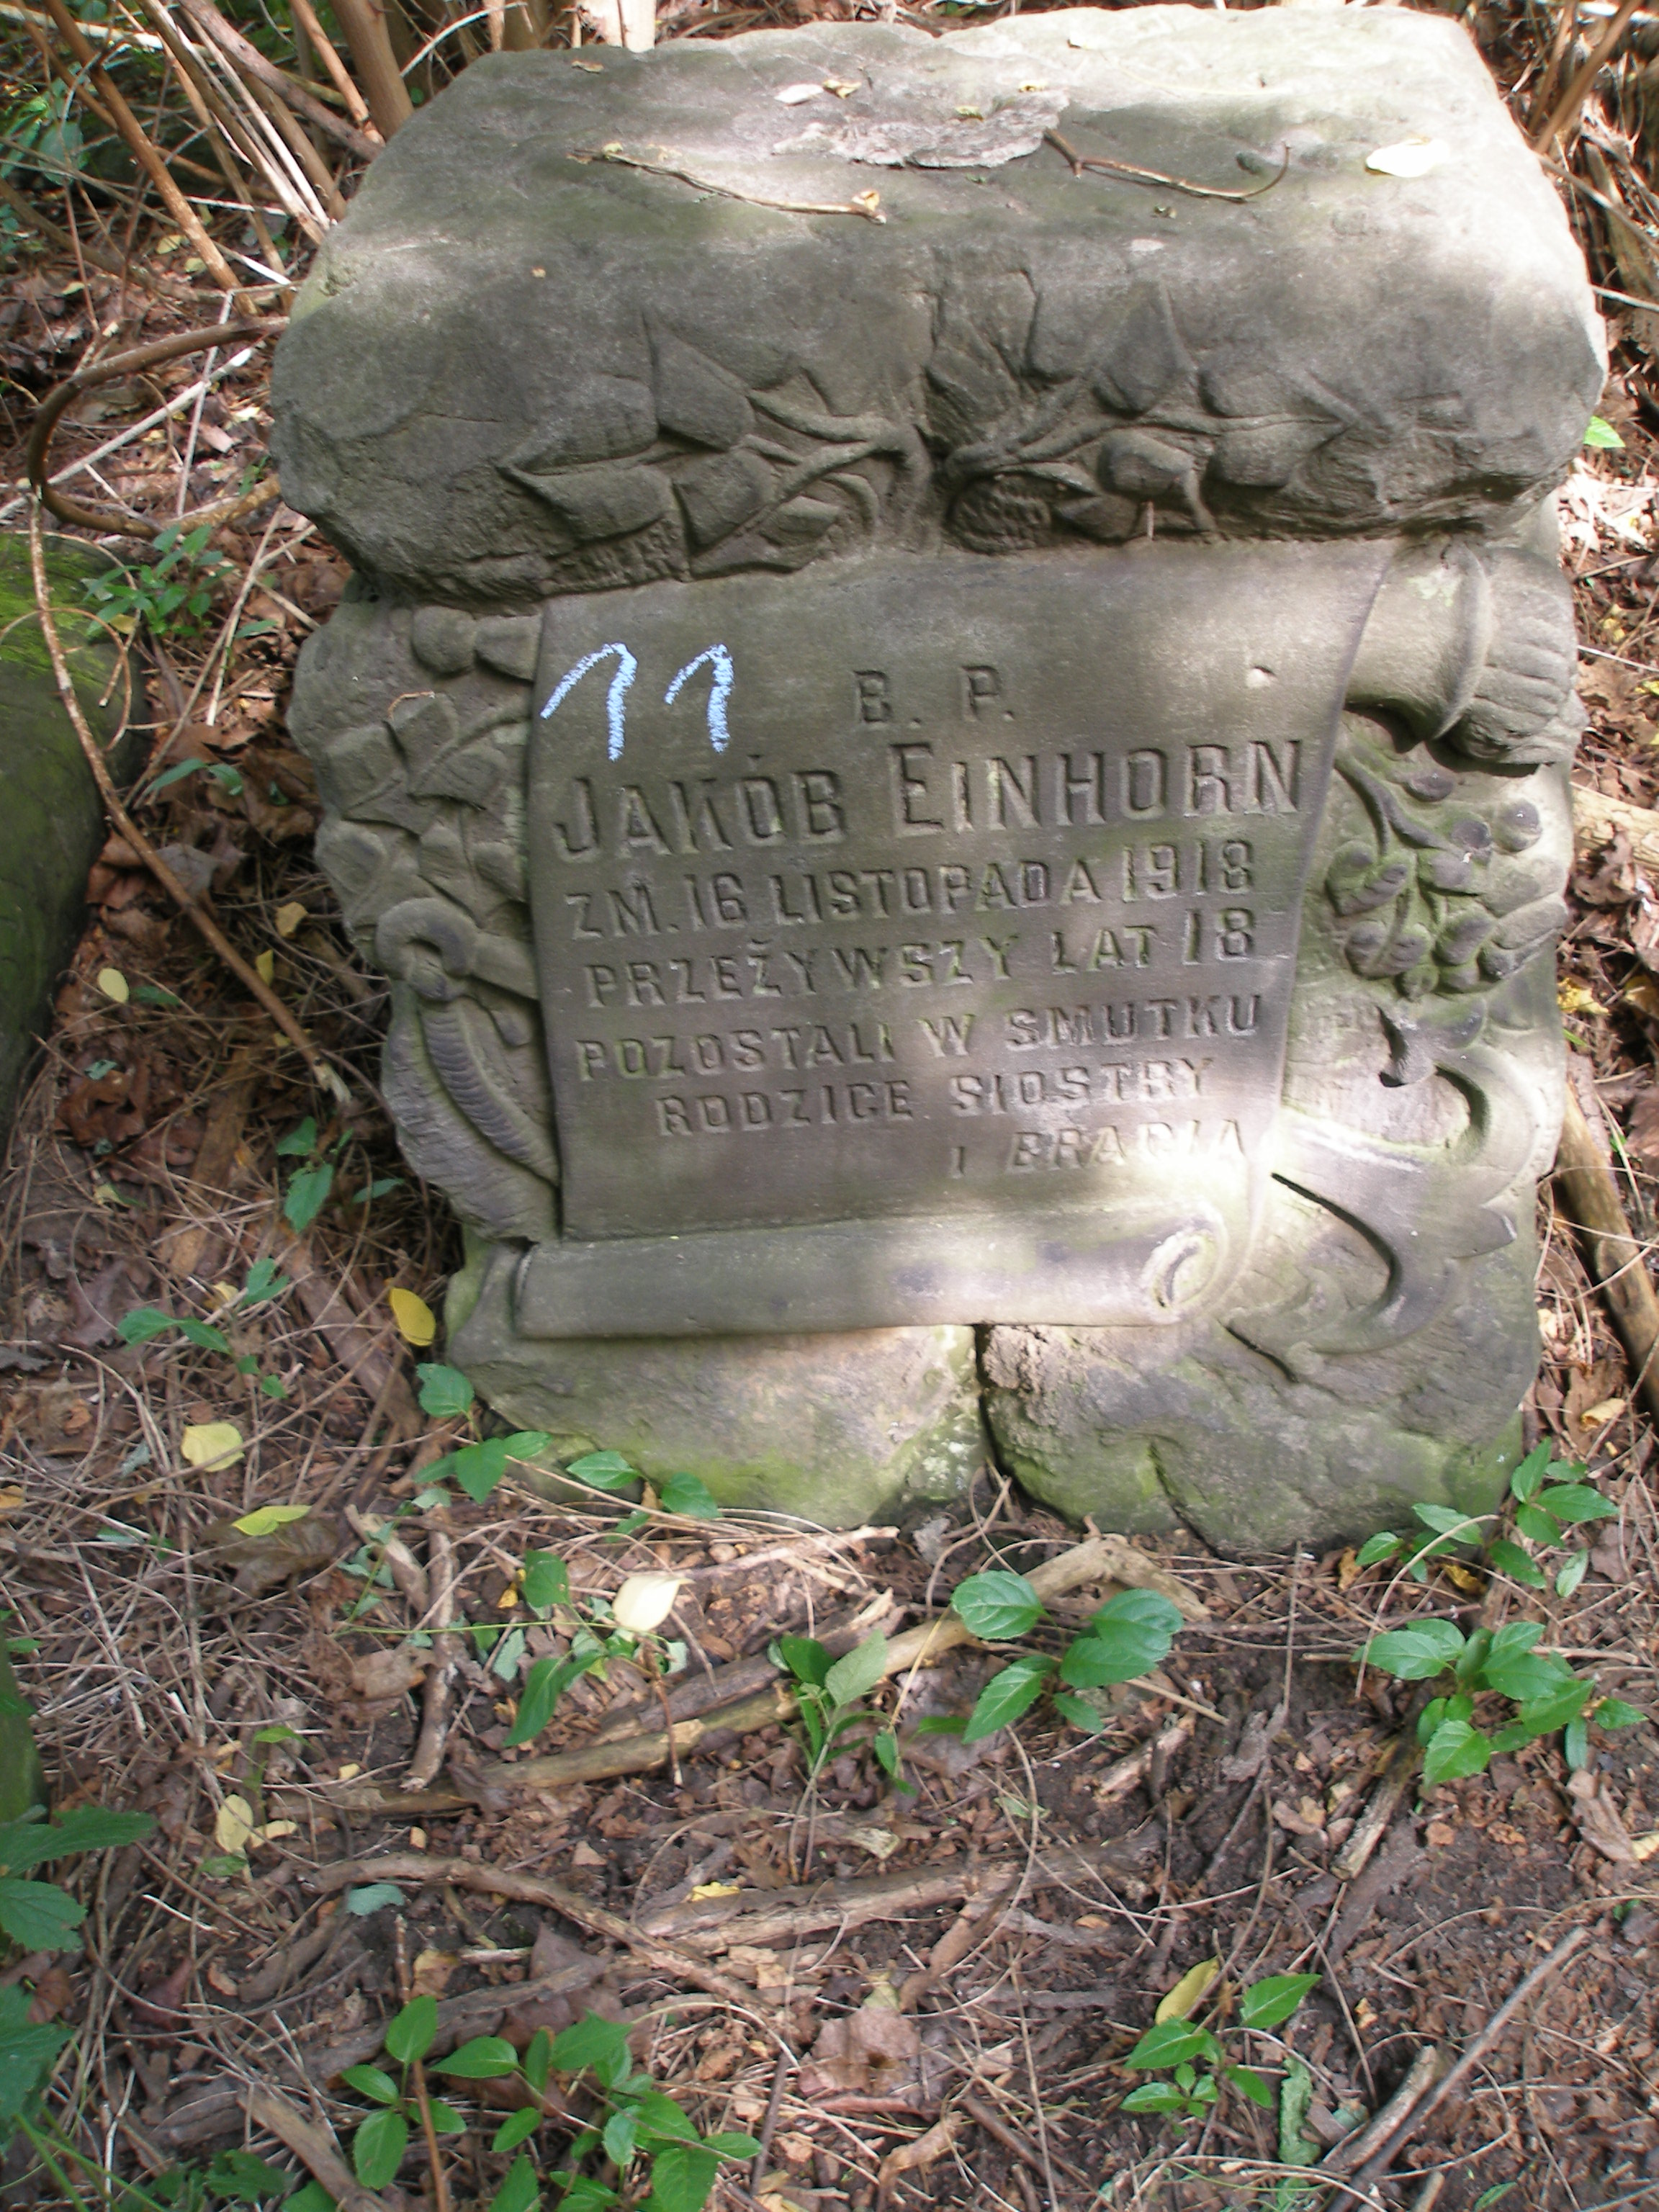 11
B. P.
JAKÓB EINHORN
ZM. 16 LISTOPADA 1918
PRZEŻYWSZY LAT 18
POZOSTALI W SMUTKU
RODZICE SIOSTRY
I BRACIA